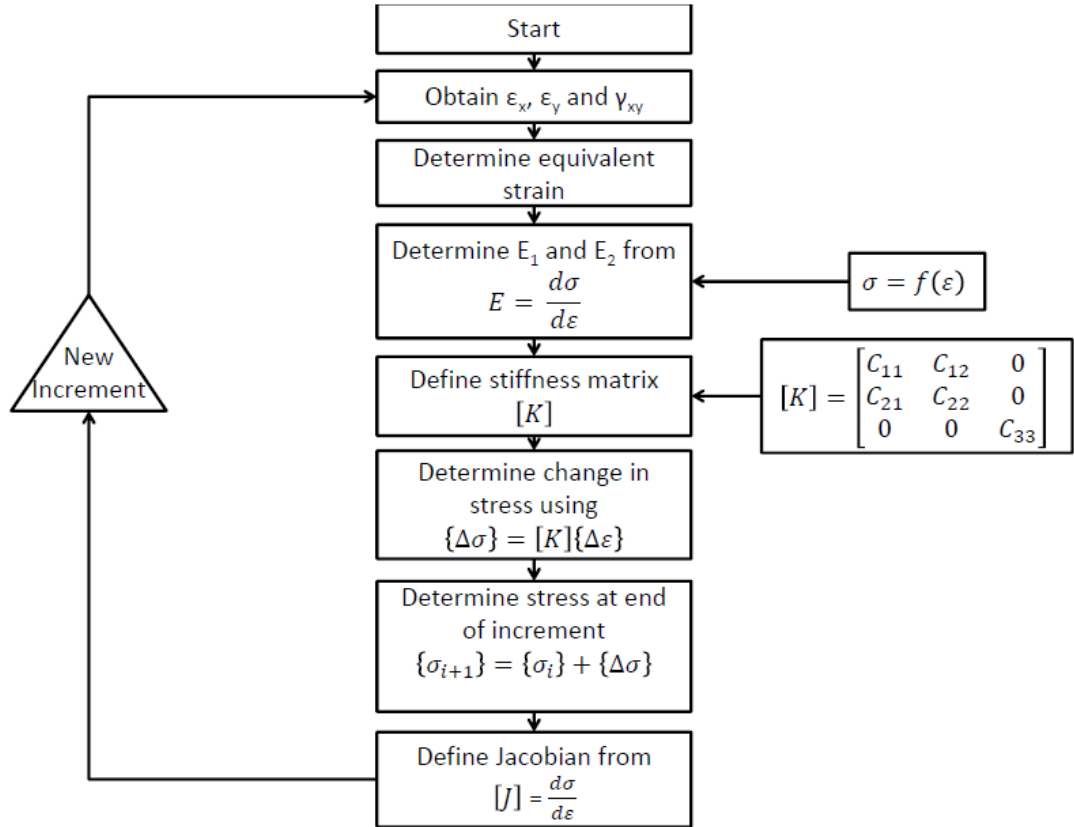 Start
Obtain εₓ, εᵧ and γₓᵧ
Determine equivalent
strain
Determine E₁ and E₂ from
E = dσ/dε
σ = f(ε)
Define stiffness matrix
[K]
[K] = [C₁₁ C₁₂ 0
C₂₁ C₂₂ 0
0 0 C₃₃]
Determine change in
stress using
{Δσ} = [K]{Δε}
Determine stress at end
of increment
{σᵢ₊₁} = {σᵢ} + {Δσ}
Define Jacobian from
[J] = dσ/dε
New
Increment